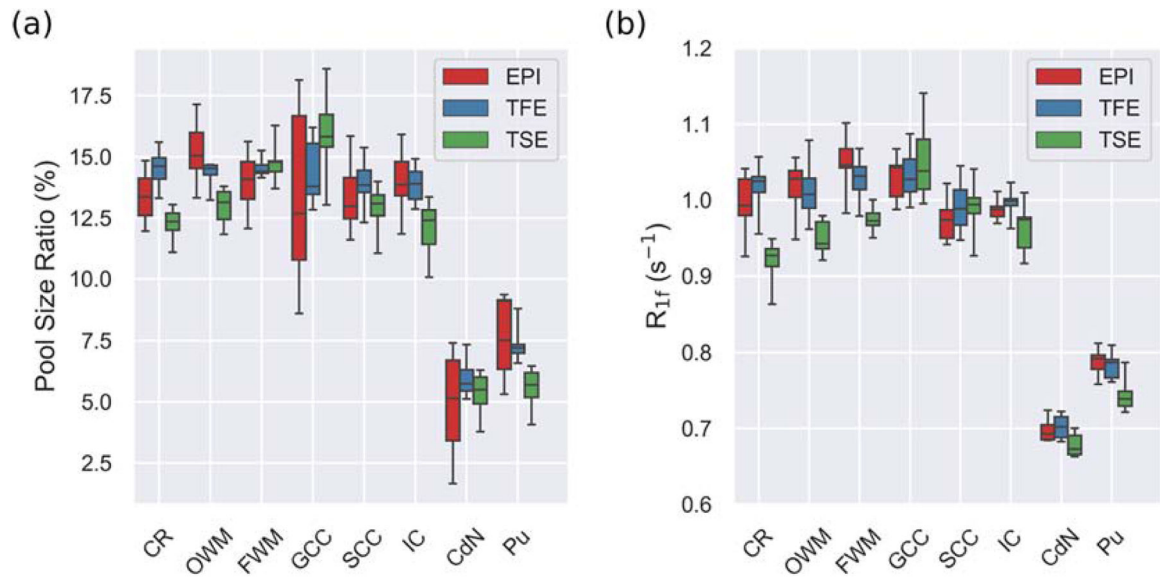 (a)
Pool Size Ratio (%)
17.5
15.0
12.5
10.0
7.5
5.0
2.5
EPI
TFE
TSE
CR
OWM
FWM
GCC
SCC
IC
CdN
Pu
(b)
R1f (s⁻¹)
1.2
1.1
1.0
0.9
0.8
0.7
0.6
EPI
TFE
TSE
CR
OWM
FWM
GCC
SCC
IC
CdN
Pu